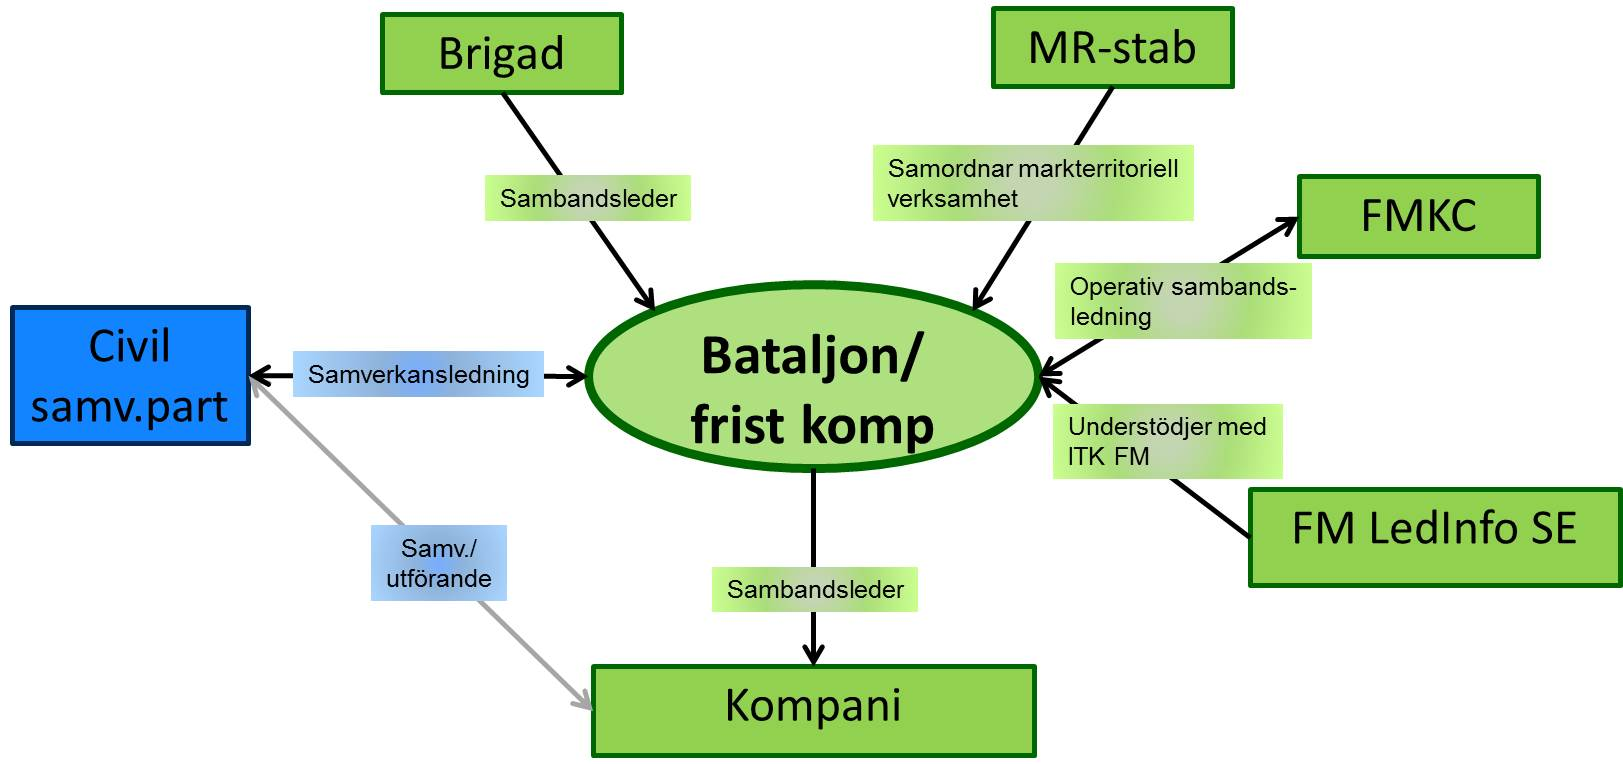 Brigad
MR-stab
Sambandsleder
Samordnar markterritoriell
verksamhet
FMKC
Operativ sambands-
ledning
Civil
samv.part
Samverkansledning
Bataljon/
frist komp
Understödjer med
ITK FM
FM LedInfo SE
Samv./
utförande
Sambandsleder
Kompani